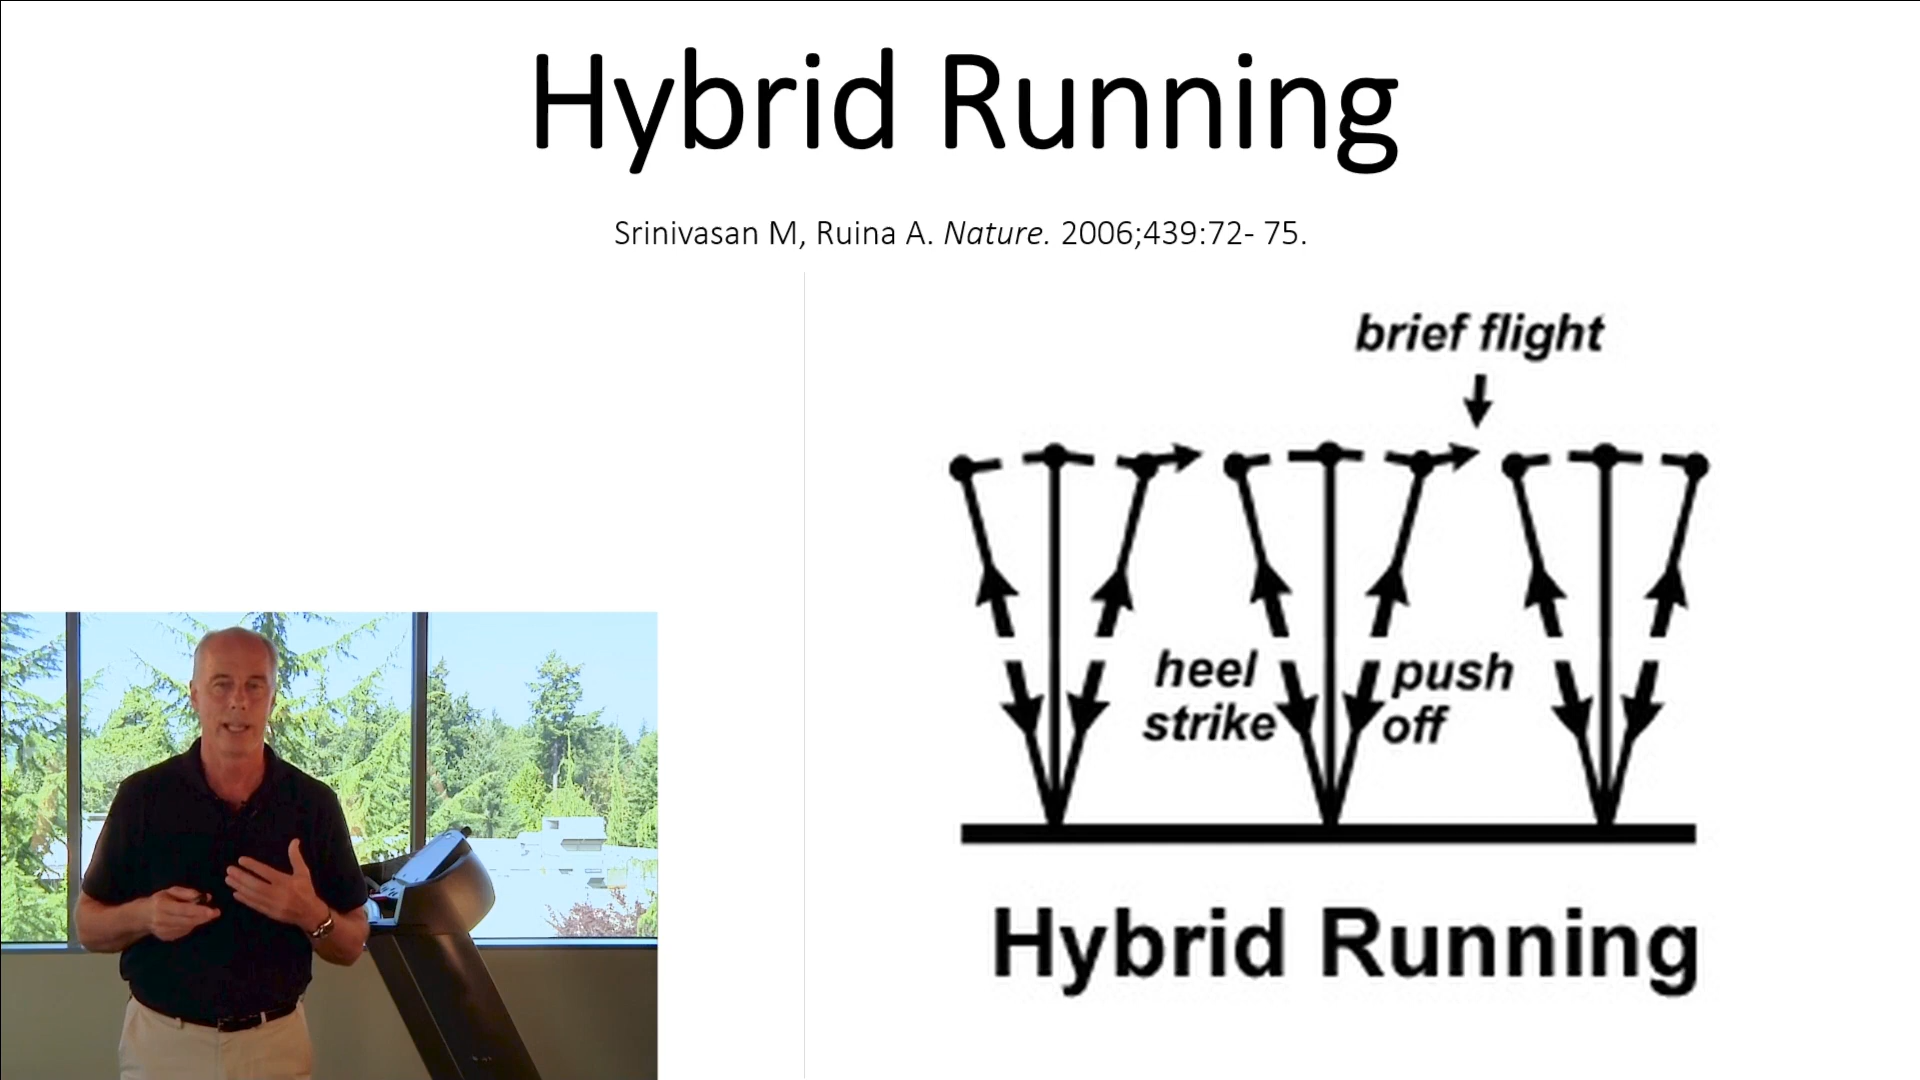 Hybrid Running
Srinivasan M, Ruina A. Nature. 2006;439:72- 75.
brief flight
heel
strike
push
off
Hybrid Running